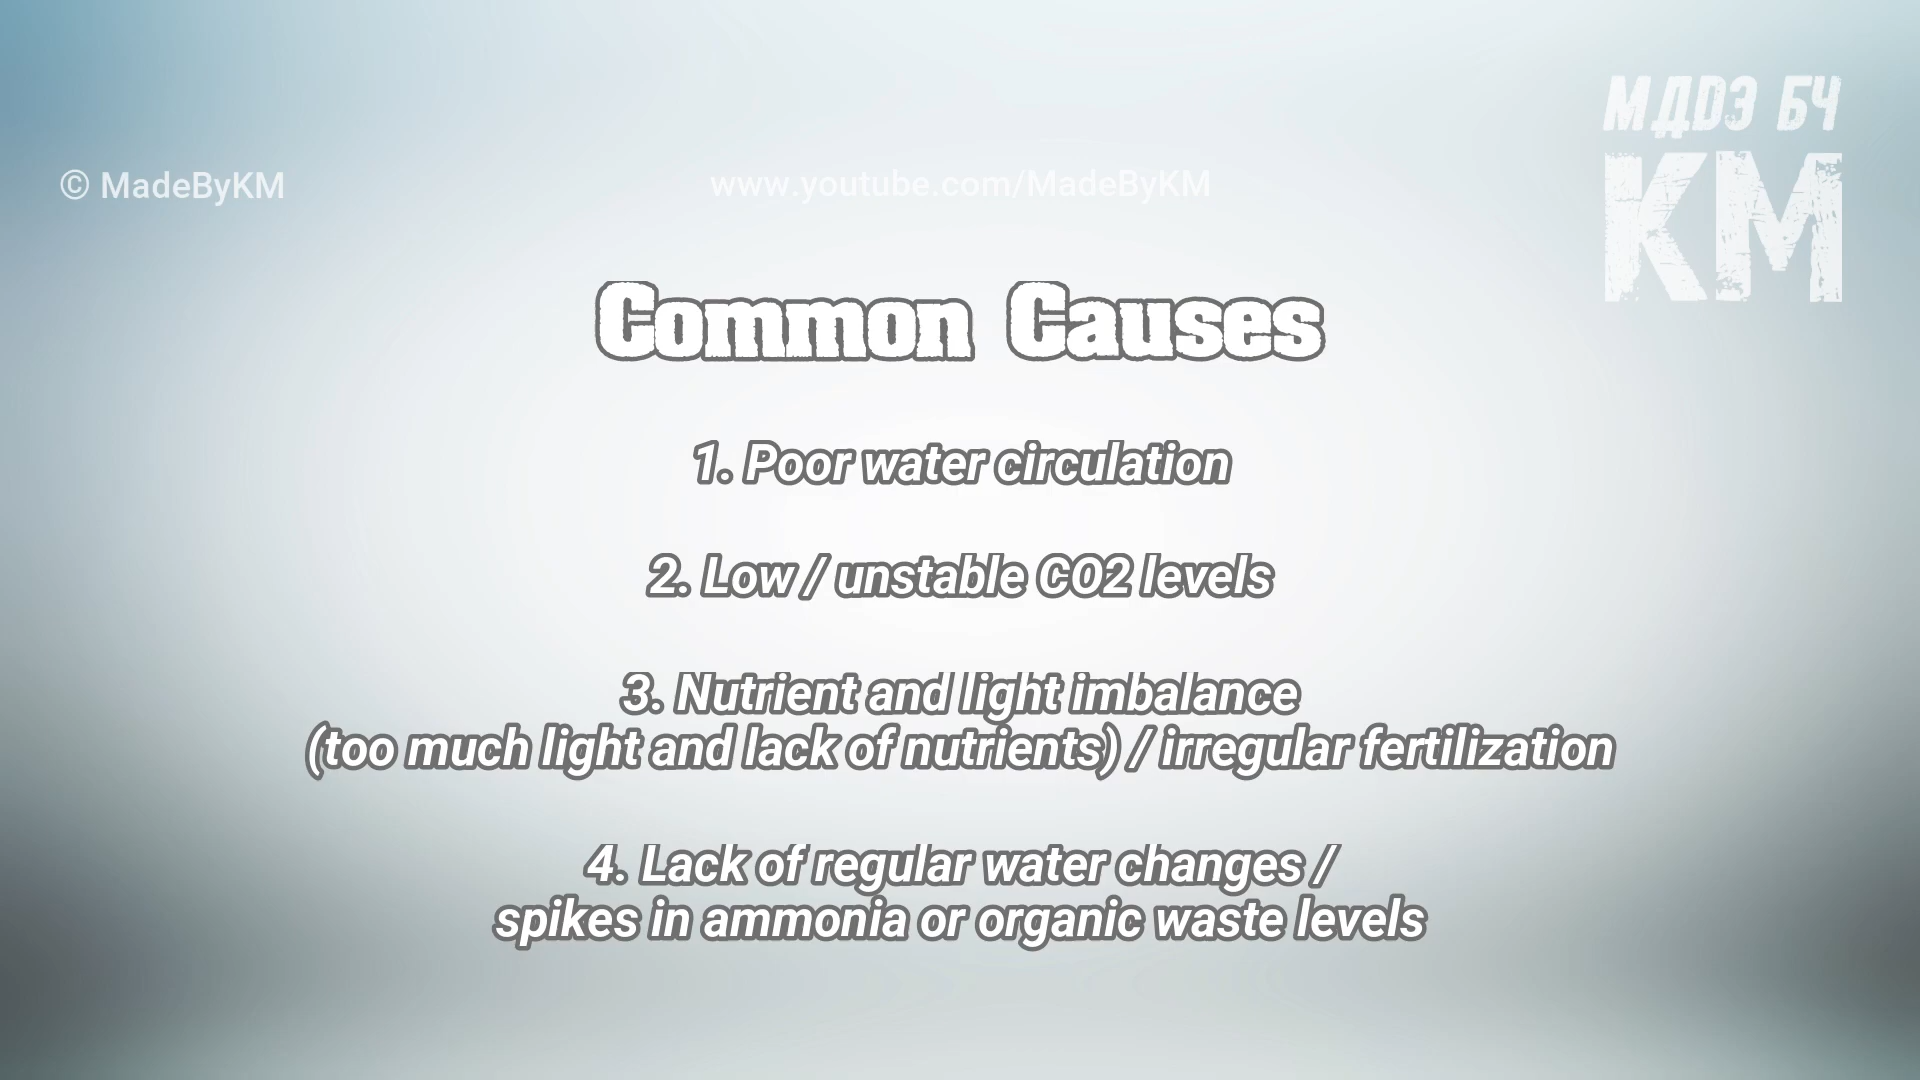 МДDЭ БЧ
KM
© MadeByKM
www.youtube.com/MadeByKM
Common Causes
1. Poor water circulation
2. Low / unstable CO2 levels
3. Nutrient and light imbalance
(too much light and lack of nutrients) / irregular fertilization
4. Lack of regular water changes /
spikes in ammonia or organic waste levels